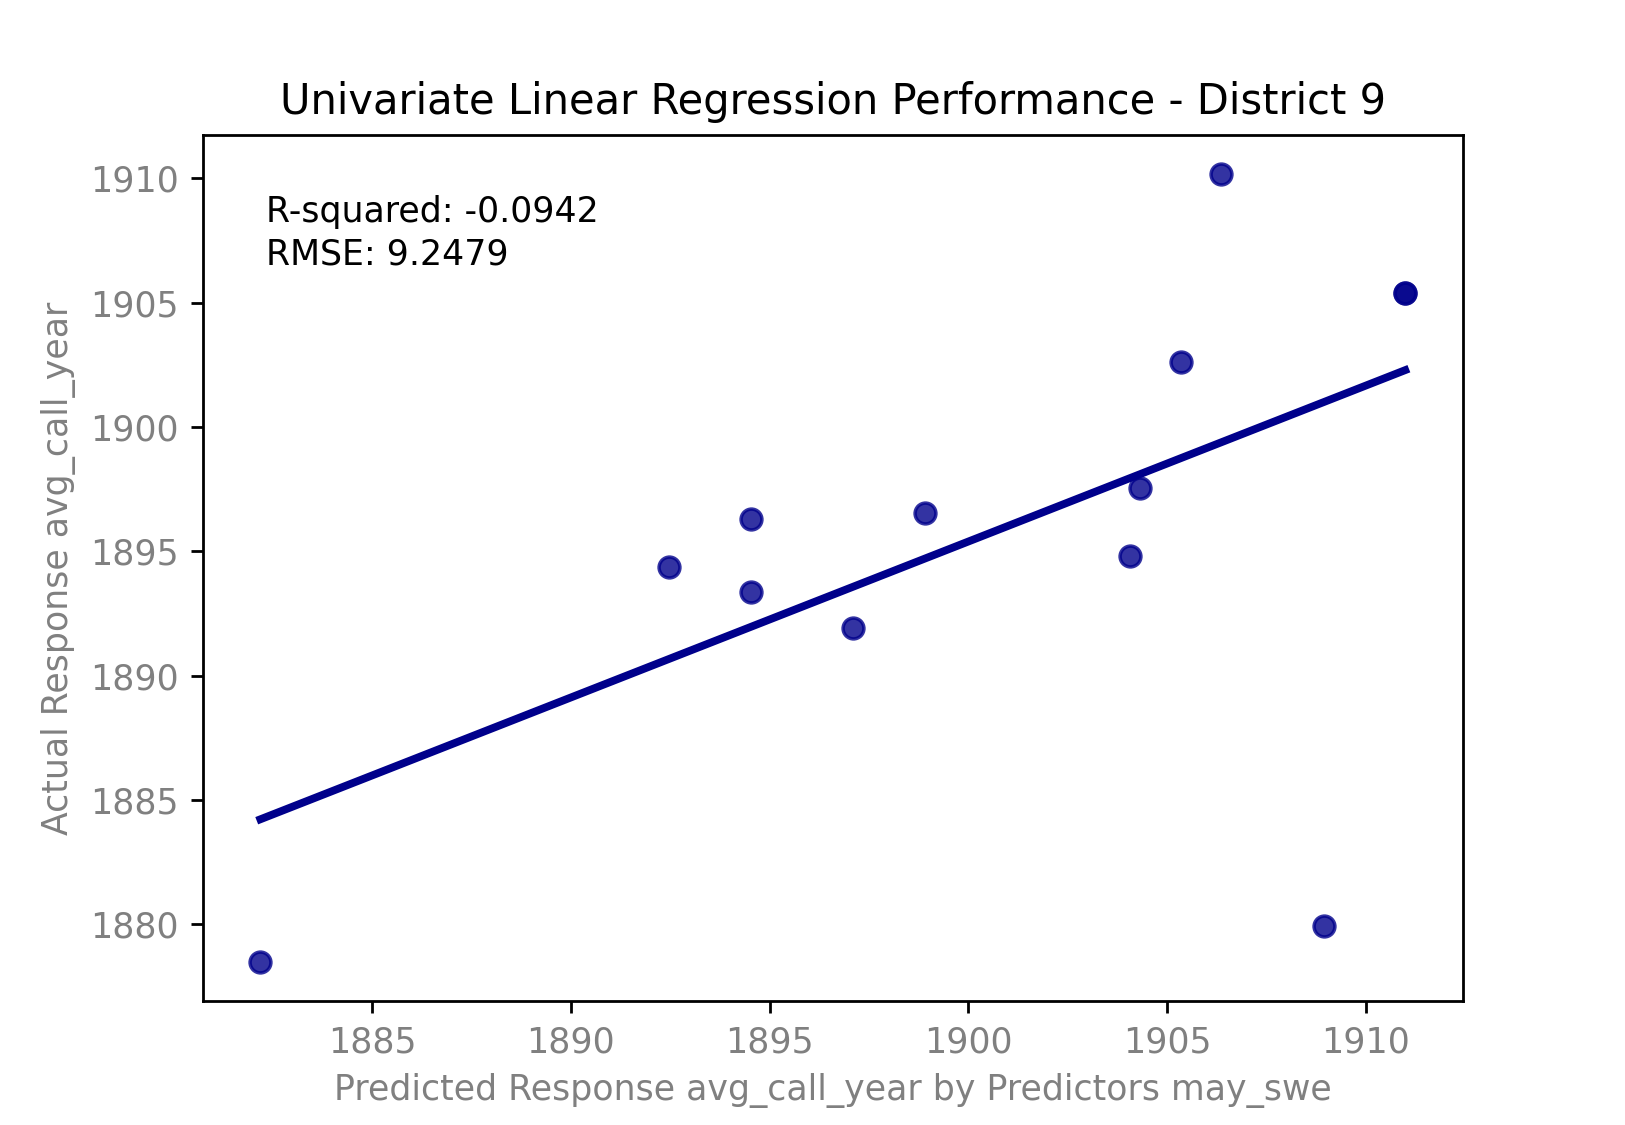 Univariate Linear Regression Performance - District 9
R-squared: -0.0942
RMSE: 9.2479
Actual Response avg_call_year
1910
1905
1900
1895
1890
1885
1880
1885 1890 1895 1900 1905 1910
Predicted Response avg_call_year by Predictors may_swe